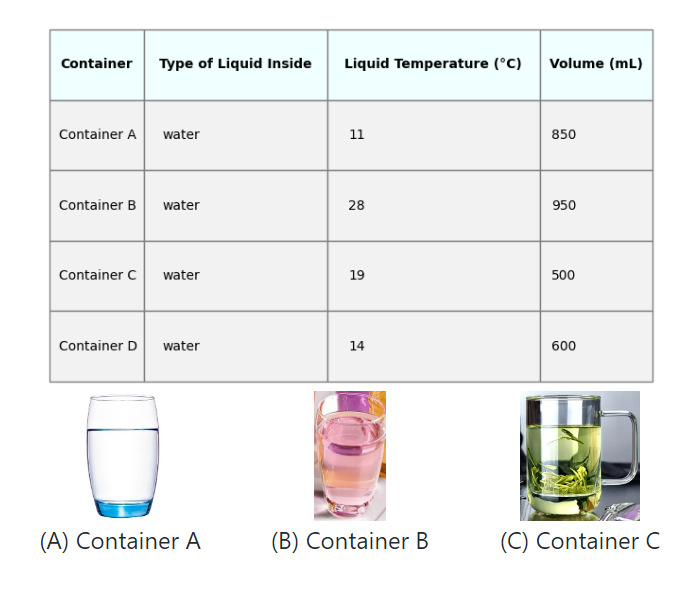 Container Type of Liquid Inside Liquid Temperature (°C) Volume (mL)
Container A water 11 850
Container B water 28 950
Container C water 19 500
Container D water 14 600
(A) Container A (B) Container B (C) Container C